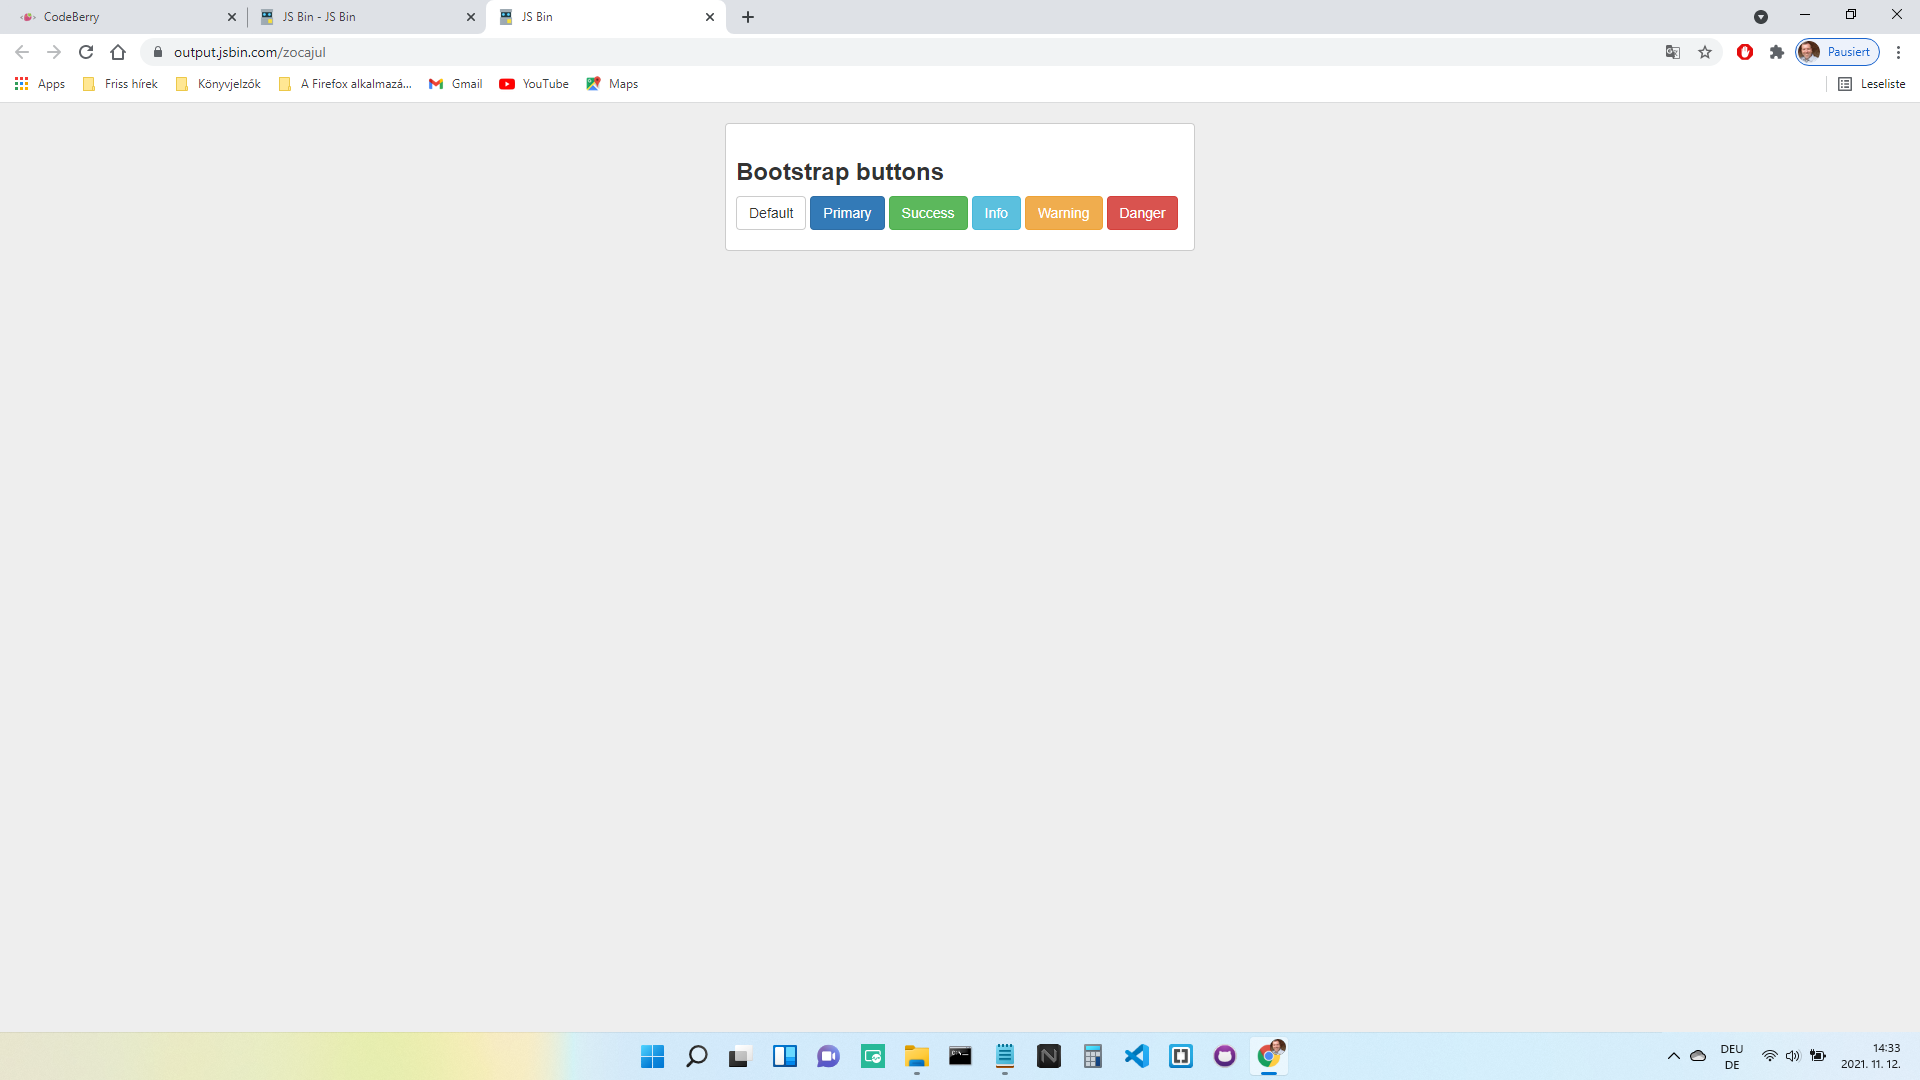 CodeBerry
JS Bin - JS Bin
JS Bin
output.jsbin.com/zocajul
Pausiert
Apps
Friss hírek
Könyvjelzők
A Firefox alkalmazá...
Gmail
YouTube
Maps
Leseliste
Bootstrap buttons
Default Primary Success Info Warning Danger
DEU
DE
14:33
2021. 11. 12.